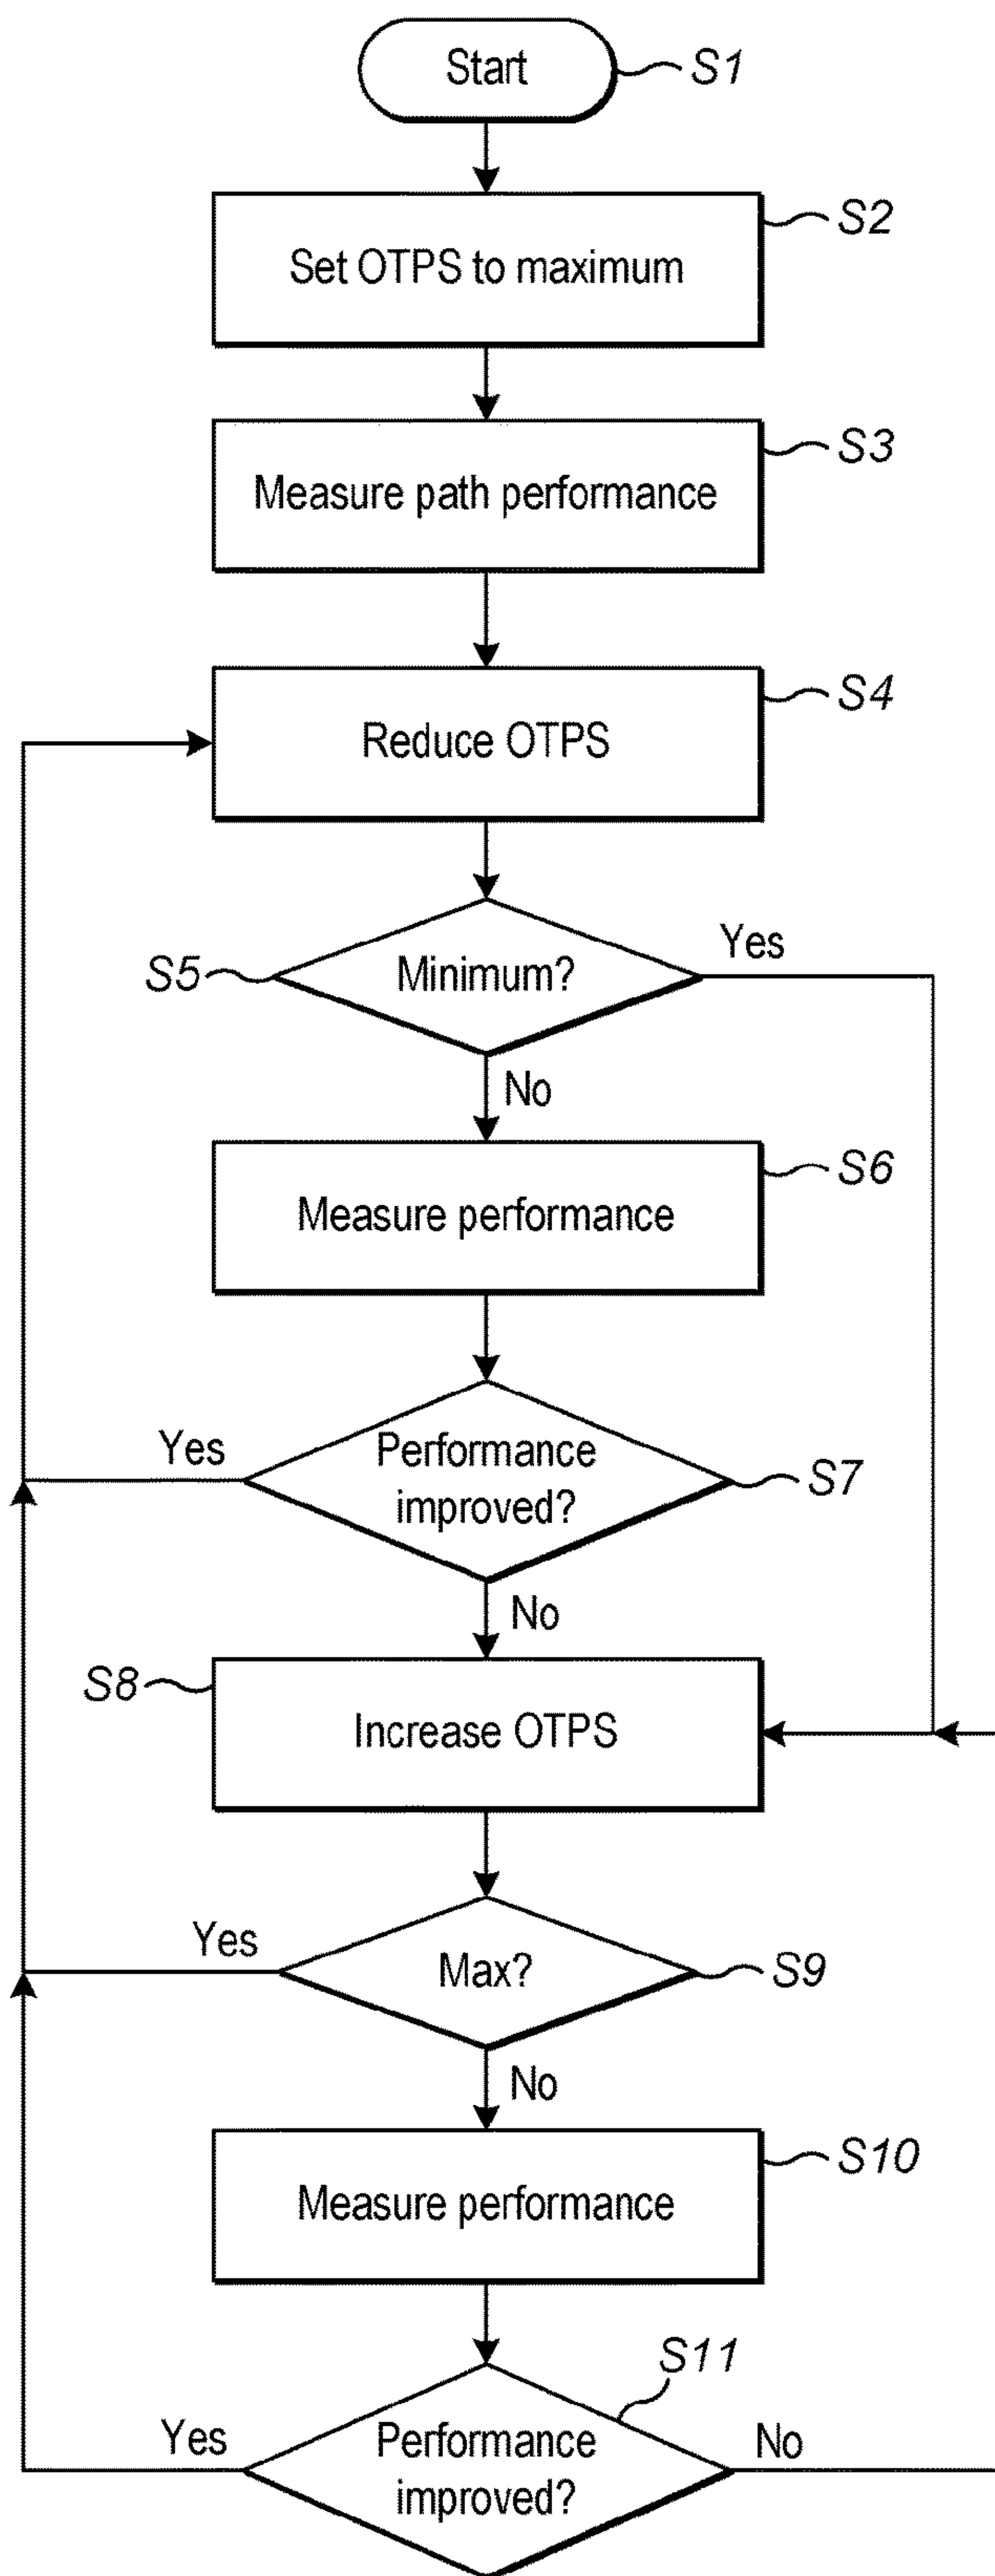 Start
S1
S2
Set OTPS to maximum
S3
Measure path performance
S4
Reduce OTPS
Yes
S5
Minimum?
No
S6
Measure performance
Yes
Performance
improved?
S7
No
S8
Increase OTPS
Yes
Max?
S9
No
S10
Measure performance
S11
Yes
Performance
improved?
No